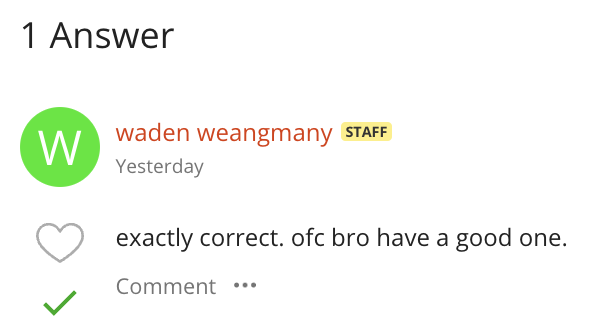 1 Answer
W
waden weangmany STAFF
Yesterday
exactly correct. ofc bro have a good one.
Comment •••